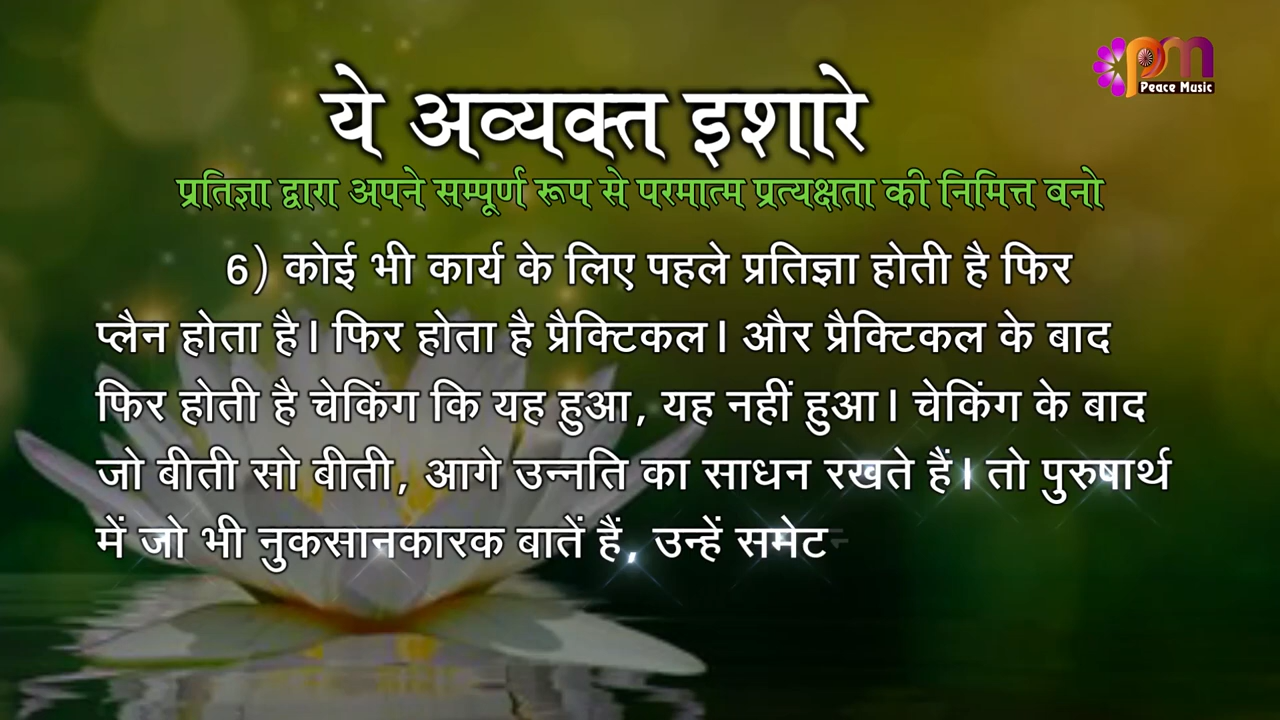 ये अव्यक्त इशारे
pm
Peace Music
प्रतिज्ञा द्वारा अपने सम्पूर्ण रूप से परमात्म प्रत्यक्षता की निमित्त बनो
6) कोई भी कार्य के लिए पहले प्रतिज्ञा होती है फिर
प्लैन होता है। फिर होता है प्रैक्टिकल। और प्रैक्टिकल के बाद
फिर होती है चेकिंग कि यह हुआ, यह नहीं हुआ। चेकिंग के बाद
जो बीती सो बीती, आगे उन्नति का साधन रखते हैं। तो पुरुषार्थ
में जो भी नुकसानकारक बातें हैं, उन्हें समेट